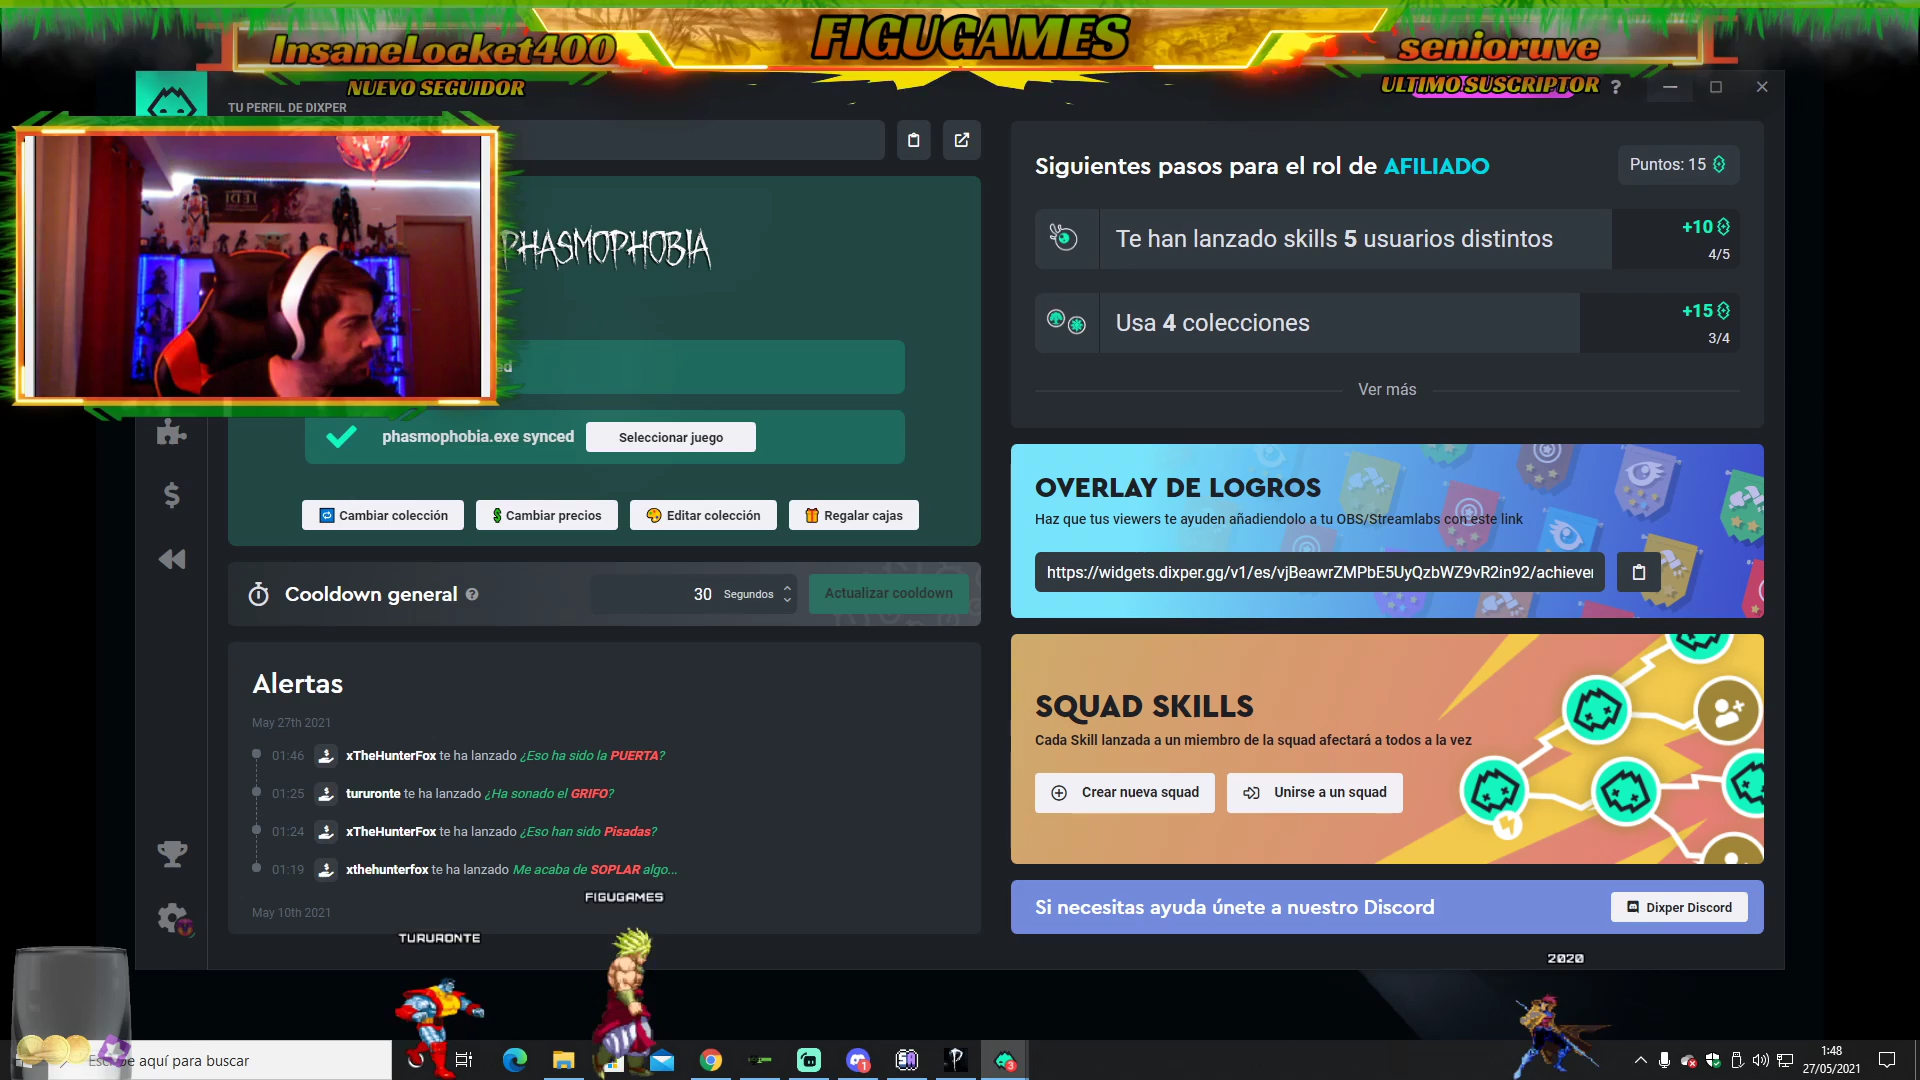 FIGUGAMES
InsaneLocket400
NUEVO SEGUIDOR
senioruve
ULTIMO SUSCRIPTOR
TU PERFIL DE DIXPER
PHASMOPHOBIA
ed
phasmophobia.exe synced
Seleccionar juego
Cambiar colección
Cambiar precios
Editar colección
Regalar cajas
Cooldown general
30 Segundos
Actualizar cooldown
Alertas
May 27th 2021
01:46 xTheHunterFox te ha lanzado ¿Eso ha sido la PUERTA?
01:25 tururonte te ha lanzado ¿Ha sonado el GRIFO?
01:24 xTheHunterFox te ha lanzado ¿Eso han sido Pisadas?
01:19 xthehunterfox te ha lanzado Me acaba de SOPLAR algo...
May 10th 2021
Siguientes pasos para el rol de AFILIADO
Puntos: 15
Te han lanzado skills 5 usuarios distintos
+10
4/5
Usa 4 colecciones
+15
3/4
Ver más
OVERLAY DE LOGROS
Haz que tus viewers te ayuden añadiendolo a tu OBS/Streamlabs con este link
https://widgets.dixper.gg/v1/es/vjBeawrZMPbE5UyQzbWZ9vR2in92/achieve
SQUAD SKILLS
Cada Skill lanzada a un miembro de la squad afectará a todos a la vez
Crear nueva squad
Unirse a un squad
Si necesitas ayuda únete a nuestro Discord
Dixper Discord
FIGUGAMES
TURURONTE
2020
aquí para buscar
1
3
1:48
27/05/2021